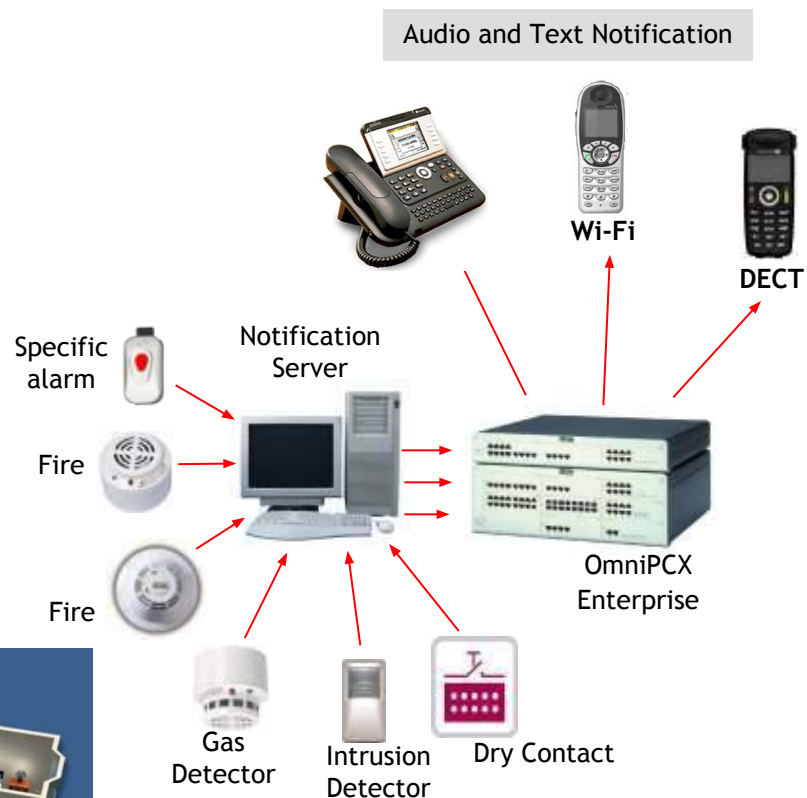 Audio and Text Notification
Wi-Fi
DECT
Notification
Server
Specific
alarm
Fire
OmniPCX
Enterprise
Fire
Gas
Detector
Intrusion
Detector
Dry Contact